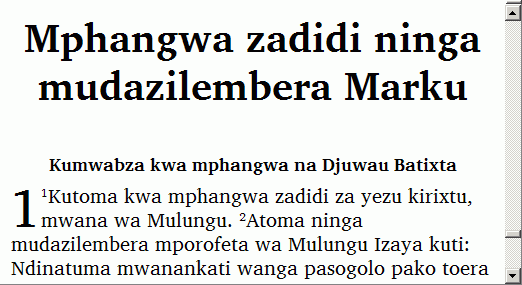 Mphangwa zadidi ninga
mudazilembera Marku
Kumwabza kwa mphangwa na Djuwau Batixta
1 ¹Kutoma kwa mphangwa zadidi za yezu kirixtu,
mwana wa Mulungu. ²Atoma ninga
mudazilembera mporofeta wa Mulungu Izaya kuti:
Ndinatuma mwanankati wanga pasogolo pako toera